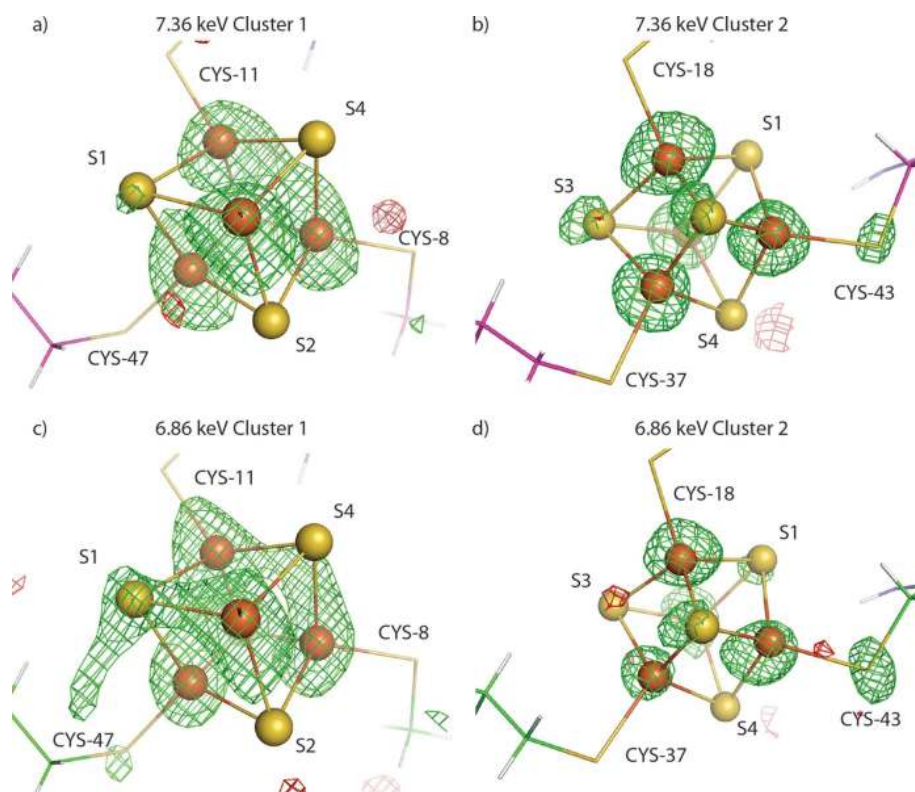 a) 7.36 keV Cluster 1
CYS-11
S4
S1
CYS-8
S2
CYS-47
b) 7.36 keV Cluster 2
CYS-18
S1
S3
CYS-43
S4
CYS-37
c) 6.86 keV Cluster 1
CYS-11
S4
S1
CYS-8
CYS-47
S2
d) 6.86 keV Cluster 2
CYS-18
S1
S3
CYS-43
S4
CYS-37